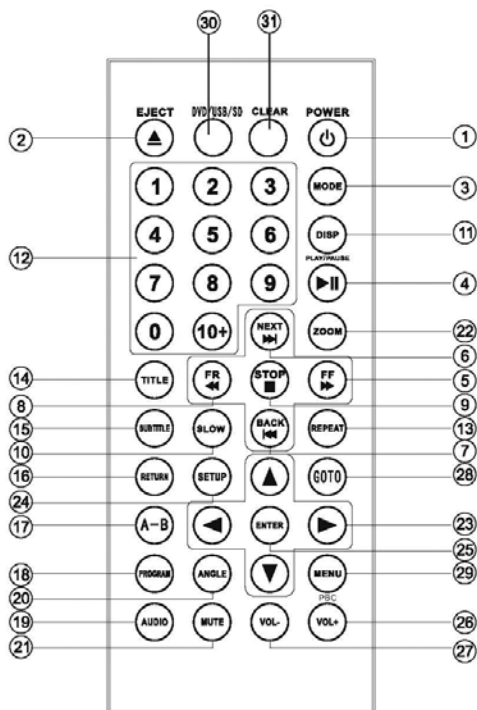 30 31
EJECT DVD/USB/SD CLEAR POWER
2 1
1 2 3 MODE 3
4 5 6 DISP 11
12 PLAY/PAUSE
7 8 9 4
0 10+ NEXT ZOOM 22
6
14 TITLE FR STOP FF 5
8 9
15 SUBTITLE SLOW BACK REPEAT 13
10 7
16 RETURN SETUP GOTO 28
24
17 A-B ENTER 23
25
18 PROGRAM ANGLE MENU 29
20 PBC
19 AUDIO MUTE VOL- VOL+ 26
21 27